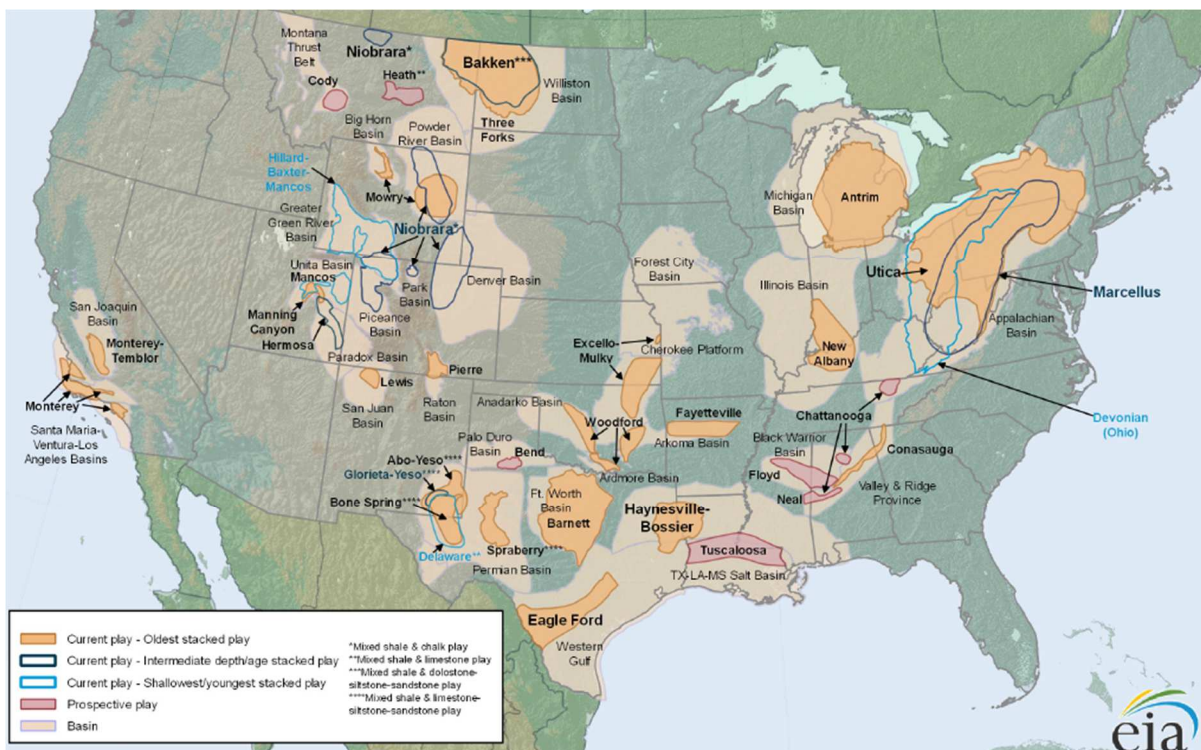 Montana
Thrust
Belt
Niobrara*
Bakken***
Cody
Heath**
Williston
Basin
Big Horn
Basin
Powder
River Basin
Three
Forks
Hillard-
Baxter-
Mancos
Mowry
Greater
Green River
Basin
Niobrara*
Michigan
Basin
Antrim
Unita Basin
Mancos
Park
Basin
Denver Basin
Forest City
Basin
Illinois Basin
Utica
Marcellus
Appalachian
Basin
San Joaquin
Basin
Monterey-
Temblor
Manning
Canyon
Hermosa
Piceance
Basin
Paradox Basin
Excello-
Mulky
Cherokee Platform
New
Albany
Lewis
Pierre
Monterey
San Juan
Basin
Raton
Basin
Anadarko Basin
Woodford
Fayetteville
Chattanooga
Devonian
(Ohio)
Santa Maria-
Ventura-Los
Angeles Basins
Palo Duro
Basin
Bend
Arkoma Basin
Black Warrior
Basin
Conasauga
Abo-Yeso****
Glorieta-Yeso****
Bone Spring****
Ardmore Basin
Floyd
Neal
Valley & Ridge
Province
Ft. Worth
Basin
Barnett
Haynesville-
Bossier
Delaware**
Spraberry****
Permian Basin
Tuscaloosa
TX-LA-MS Salt Basin
Eagle Ford
Western
Gulf
Current play - Oldest stacked play
Current play - Intermediate depth/age stacked play
Current play - Shallowest/youngest stacked play
Prospective play
Basin
*Mixed shale & chalk play
**Mixed shale & limestone play
***Mixed shale & dolostone-
siltstone-sandstone play
****Mixed shale & limestone-
siltstone-sandstone play
eia